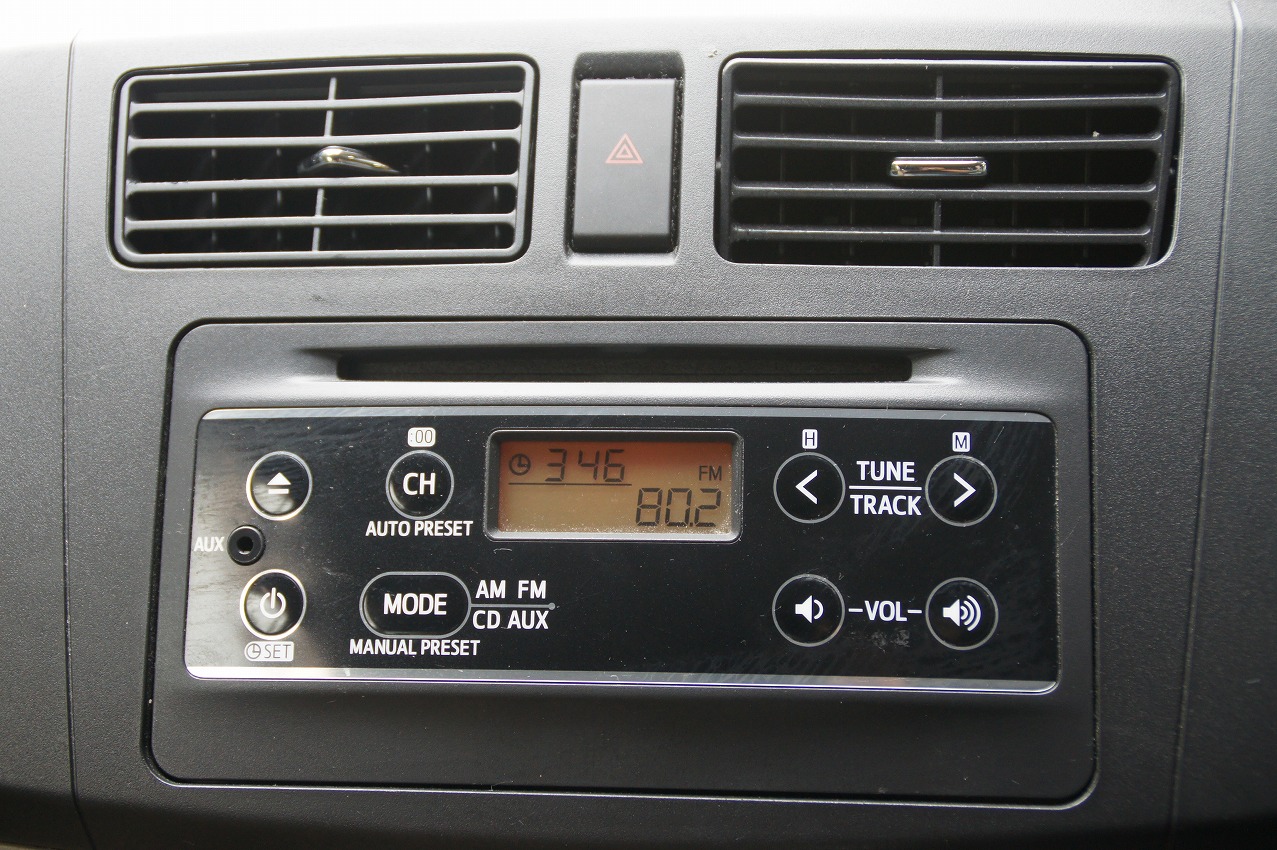 :00
H
M
CH
AUTO PRESET
3 46
FM
80.2
TUNE
TRACK
AUX
MODE
AM FM
CD AUX
MANUAL PRESET
-VOL-
SET